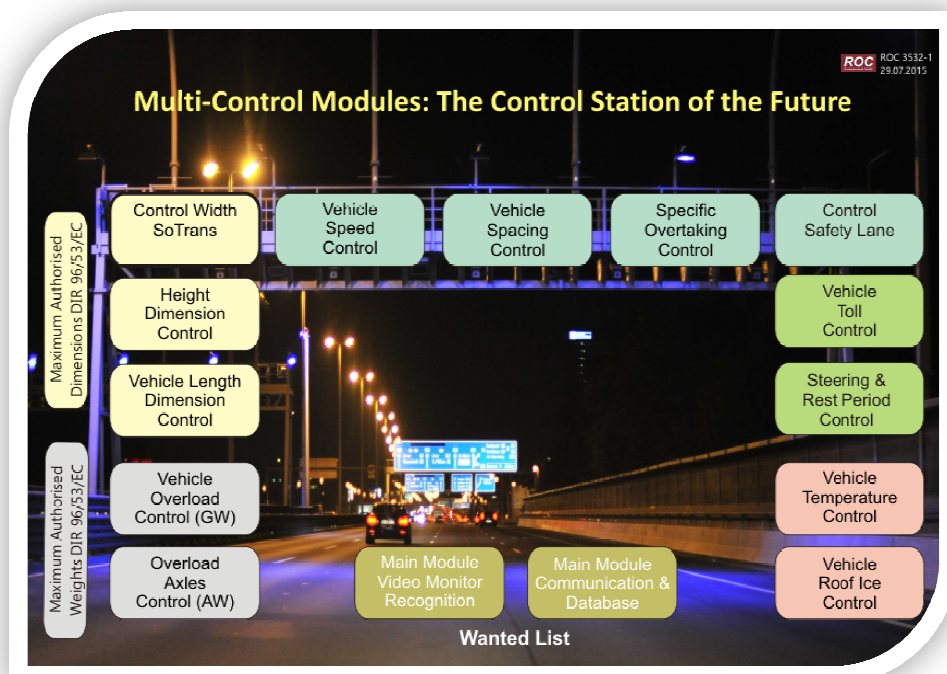 ROC ROC 3532-1
29.07.2015
Multi-Control Modules: The Control Station of the Future
Maximum Authorised
Dimensions DIR 96/53/EC
Control Width
SoTrans
Vehicle
Speed
Control
Vehicle
Spacing
Control
Specific
Overtaking
Control
Control
Safety Lane
Height
Dimension
Control
Vehicle
Toll
Control
Vehicle Length
Dimension
Control
Steering &
Rest Period
Control
Maximum Authorised
Weights DIR 96/53/EC
Vehicle
Overload
Control (GW)
Vehicle
Temperature
Control
Overload
Axles
Control (AW)
Main Module
Video Monitor
Recognition
Main Module
Communication &
Database
Vehicle
Roof Ice
Control
Wanted List